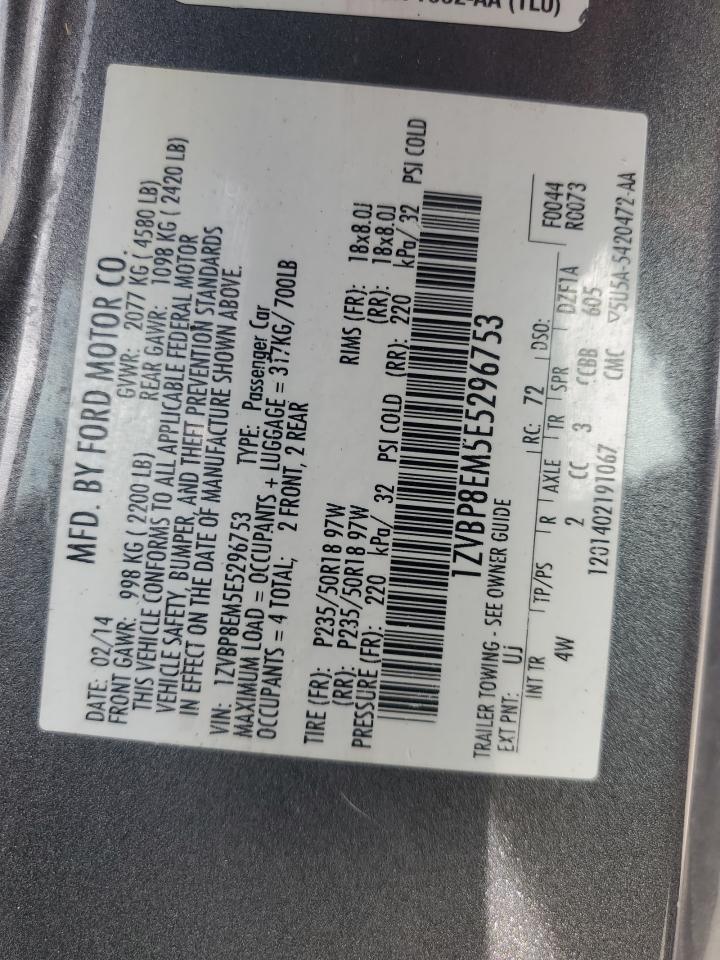 MFD. BY FORD MOTOR CO.
DATE: 02/14 GVWR: 2077 KG ( 4580 LB)
FRONT GAWR: 998 KG ( 2200 LB) REAR GAWR: 1098 KG ( 2420 LB)
THIS VEHICLE CONFORMS TO ALL APPLICABLE FEDERAL MOTOR
VEHICLE SAFETY, BUMPER, AND THEFT PREVENTION STANDARDS
IN EFFECT ON THE DATE OF MANUFACTURE SHOWN ABOVE.
VIN: 1ZVBP8EM5E5296753 TYPE: Passenger Car
MAXIMUM LOAD = OCCUPANTS + LUGGAGE = 317KG/700LB
OCCUPANTS = 4 TOTAL; 2 FRONT, 2 REAR
TIRE (FR): P235/50R18 97W RIMS (FR): 18x8.0J
(RR): P235/50R18 97W (RR): 18x8.0J
PRESSURE (FR): 220 kPa/ 32 PSI COLD (RR): 220 kPa/ 32 PSI COLD
1ZVBP8EM5E5296753
TRAILER TOWING - SEE OWNER GUIDE
EXT PNT: UJ RC: 72 DSO: F0044
INT TR TP/PS R AXLE TR SPR DZF1A R0073
4W 2 CC 3 CCBB 605
1201402191067 CMC 5U5A-5420472-AA
(TLU)